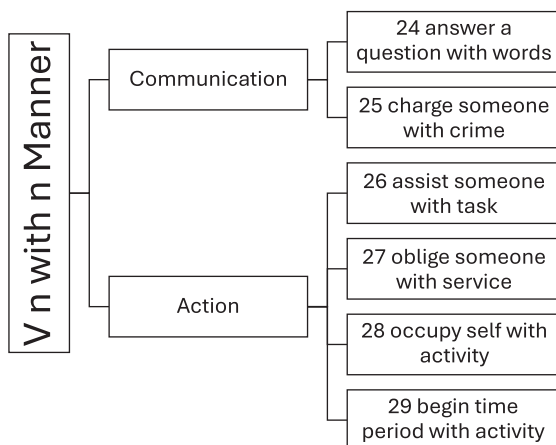 V n with n Manner
Communication
24 answer a
question with words
25 charge someone
with crime
Action
26 assist someone
with task
27 oblige someone
with service
28 occupy self with
activity
29 begin time
period with activity